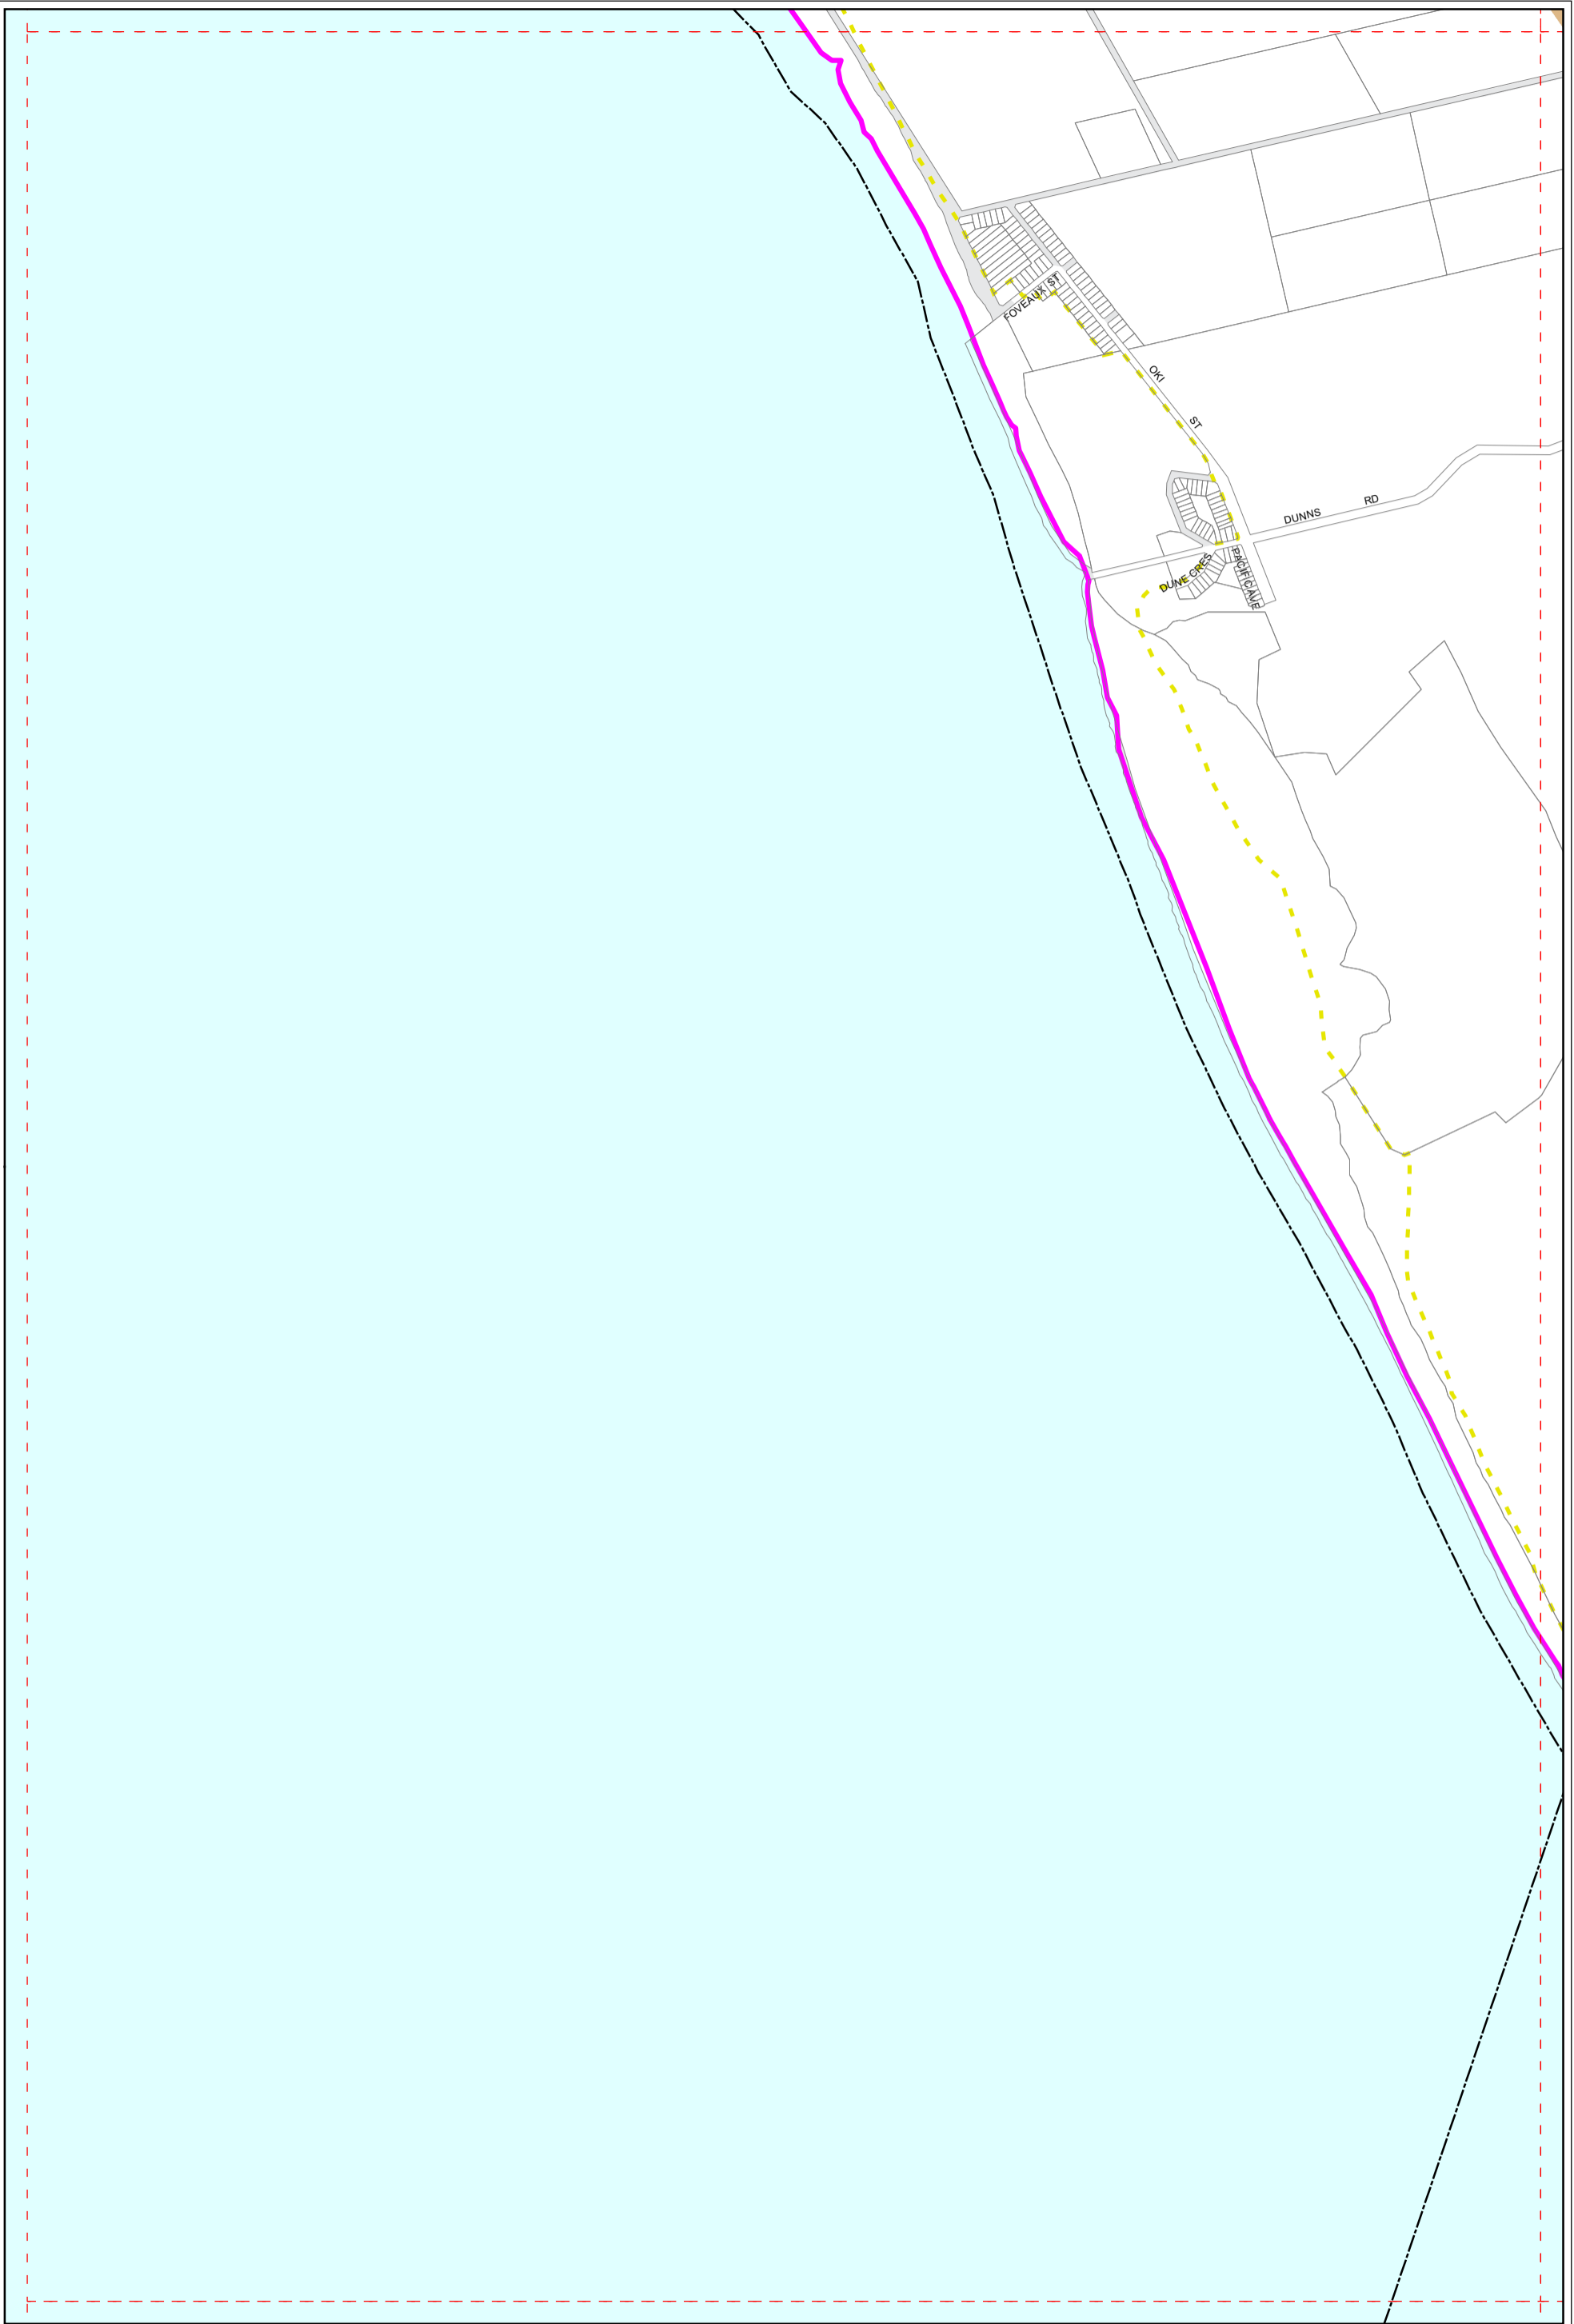 FOVEAUX ST
OKI
ST
DUNNS
RD
DUNE CRES
PACIFIC AVE